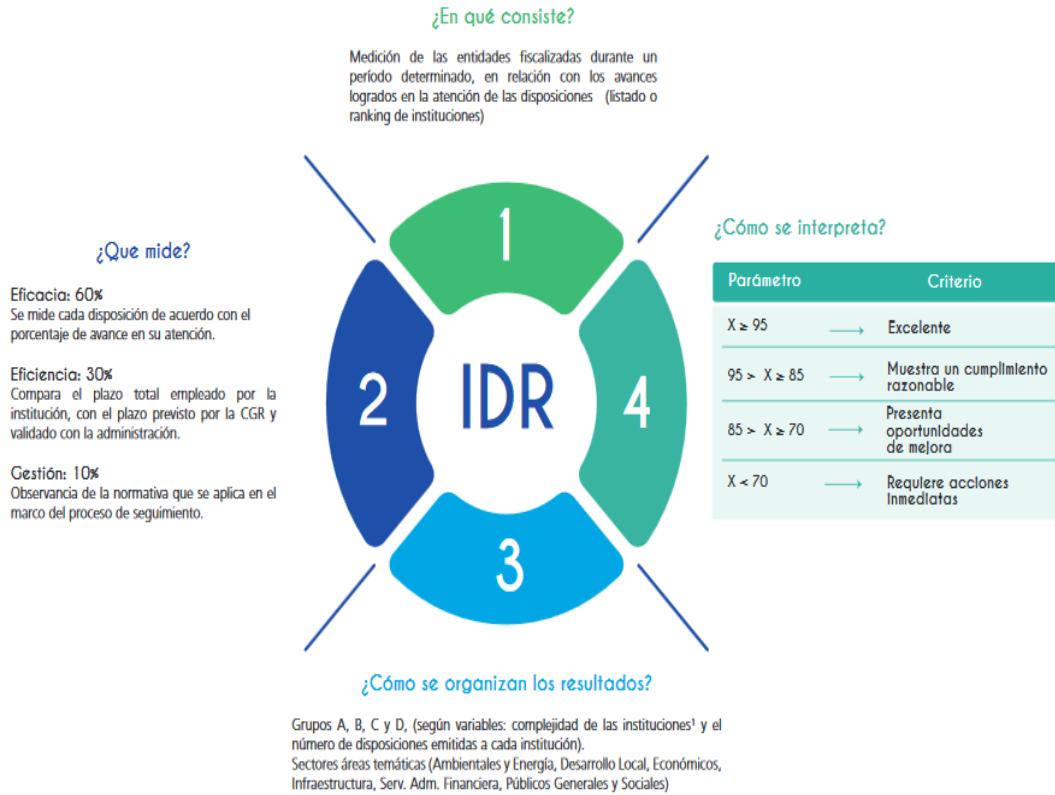 ¿En qué consiste?
Medición de las entidades fiscalizadas durante un
período determinado, en relación con los avances
logrados en la atención de las disposiciones (listado o
ranking de instituciones)
1
¿Que mide?
Eficacia: 60%
Se mide cada disposición de acuerdo con el
porcentaje de avance en su atención.
Eficiencia: 30%
Compara el plazo total empleado por la
institución, con el plazo previsto por la CGR y
validado con la administración.
Gestión: 10%
Observancia de la normativa que se aplica en el
marco del proceso de seguimiento.
2
IDR
4
¿Cómo se interpreta?
Parámetro Criterio
X ≥ 95 → Excelente
95 > X ≥ 85 → Muestra un cumplimiento
razonable
85 > X ≥ 70 → Presenta
oportunidades
de mejora
X < 70 → Requiere acciones
inmediatas
3
¿Cómo se organizan los resultados?
Grupos A, B, C y D, (según variables: complejidad de las instituciones¹ y el
número de disposiciones emitidas a cada institución).
Sectores áreas temáticas (Ambientales y Energía, Desarrollo Local, Económicos,
Infraestructura, Serv. Adm. Financiera, Públicos Generales y Sociales)